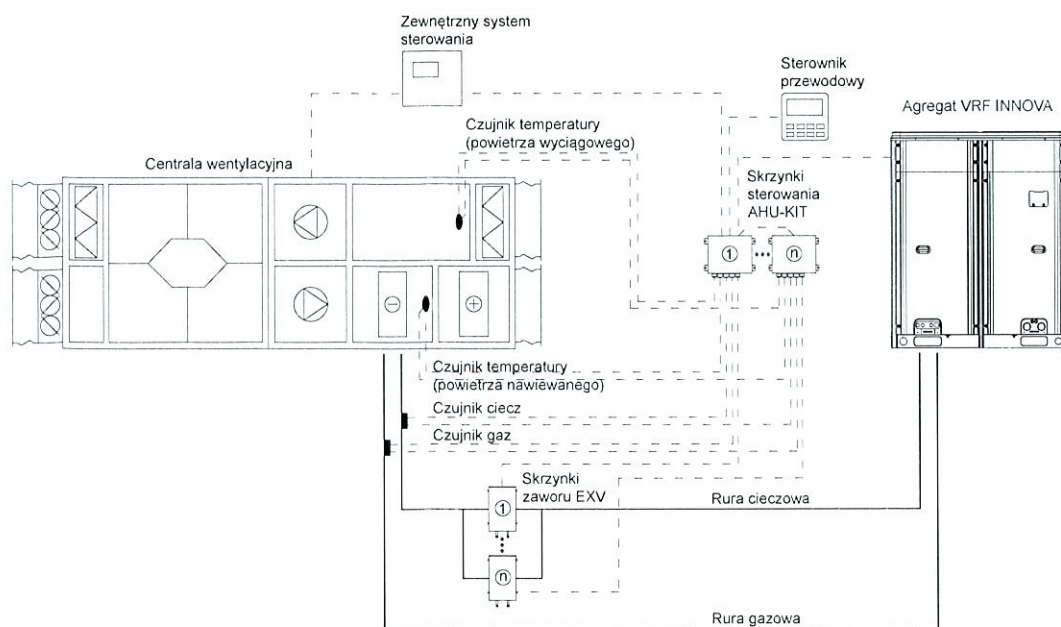 Zewnętrzny system
sterowania
Sterownik
przewodowy
Agregat VRF INNOVA
Czujnik temperatury
(powietrza wyciągowego)
Centrala wentylacyjna
Skrzynki
sterowania
AHU-KIT
1
n
Czujnik temperatury
(powietrza nawiewanego)
Czujnik ciecz
Czujnik gaz
Skrzynki
zaworu EXV
1
Rura cieczowa
n
Rura gazowa